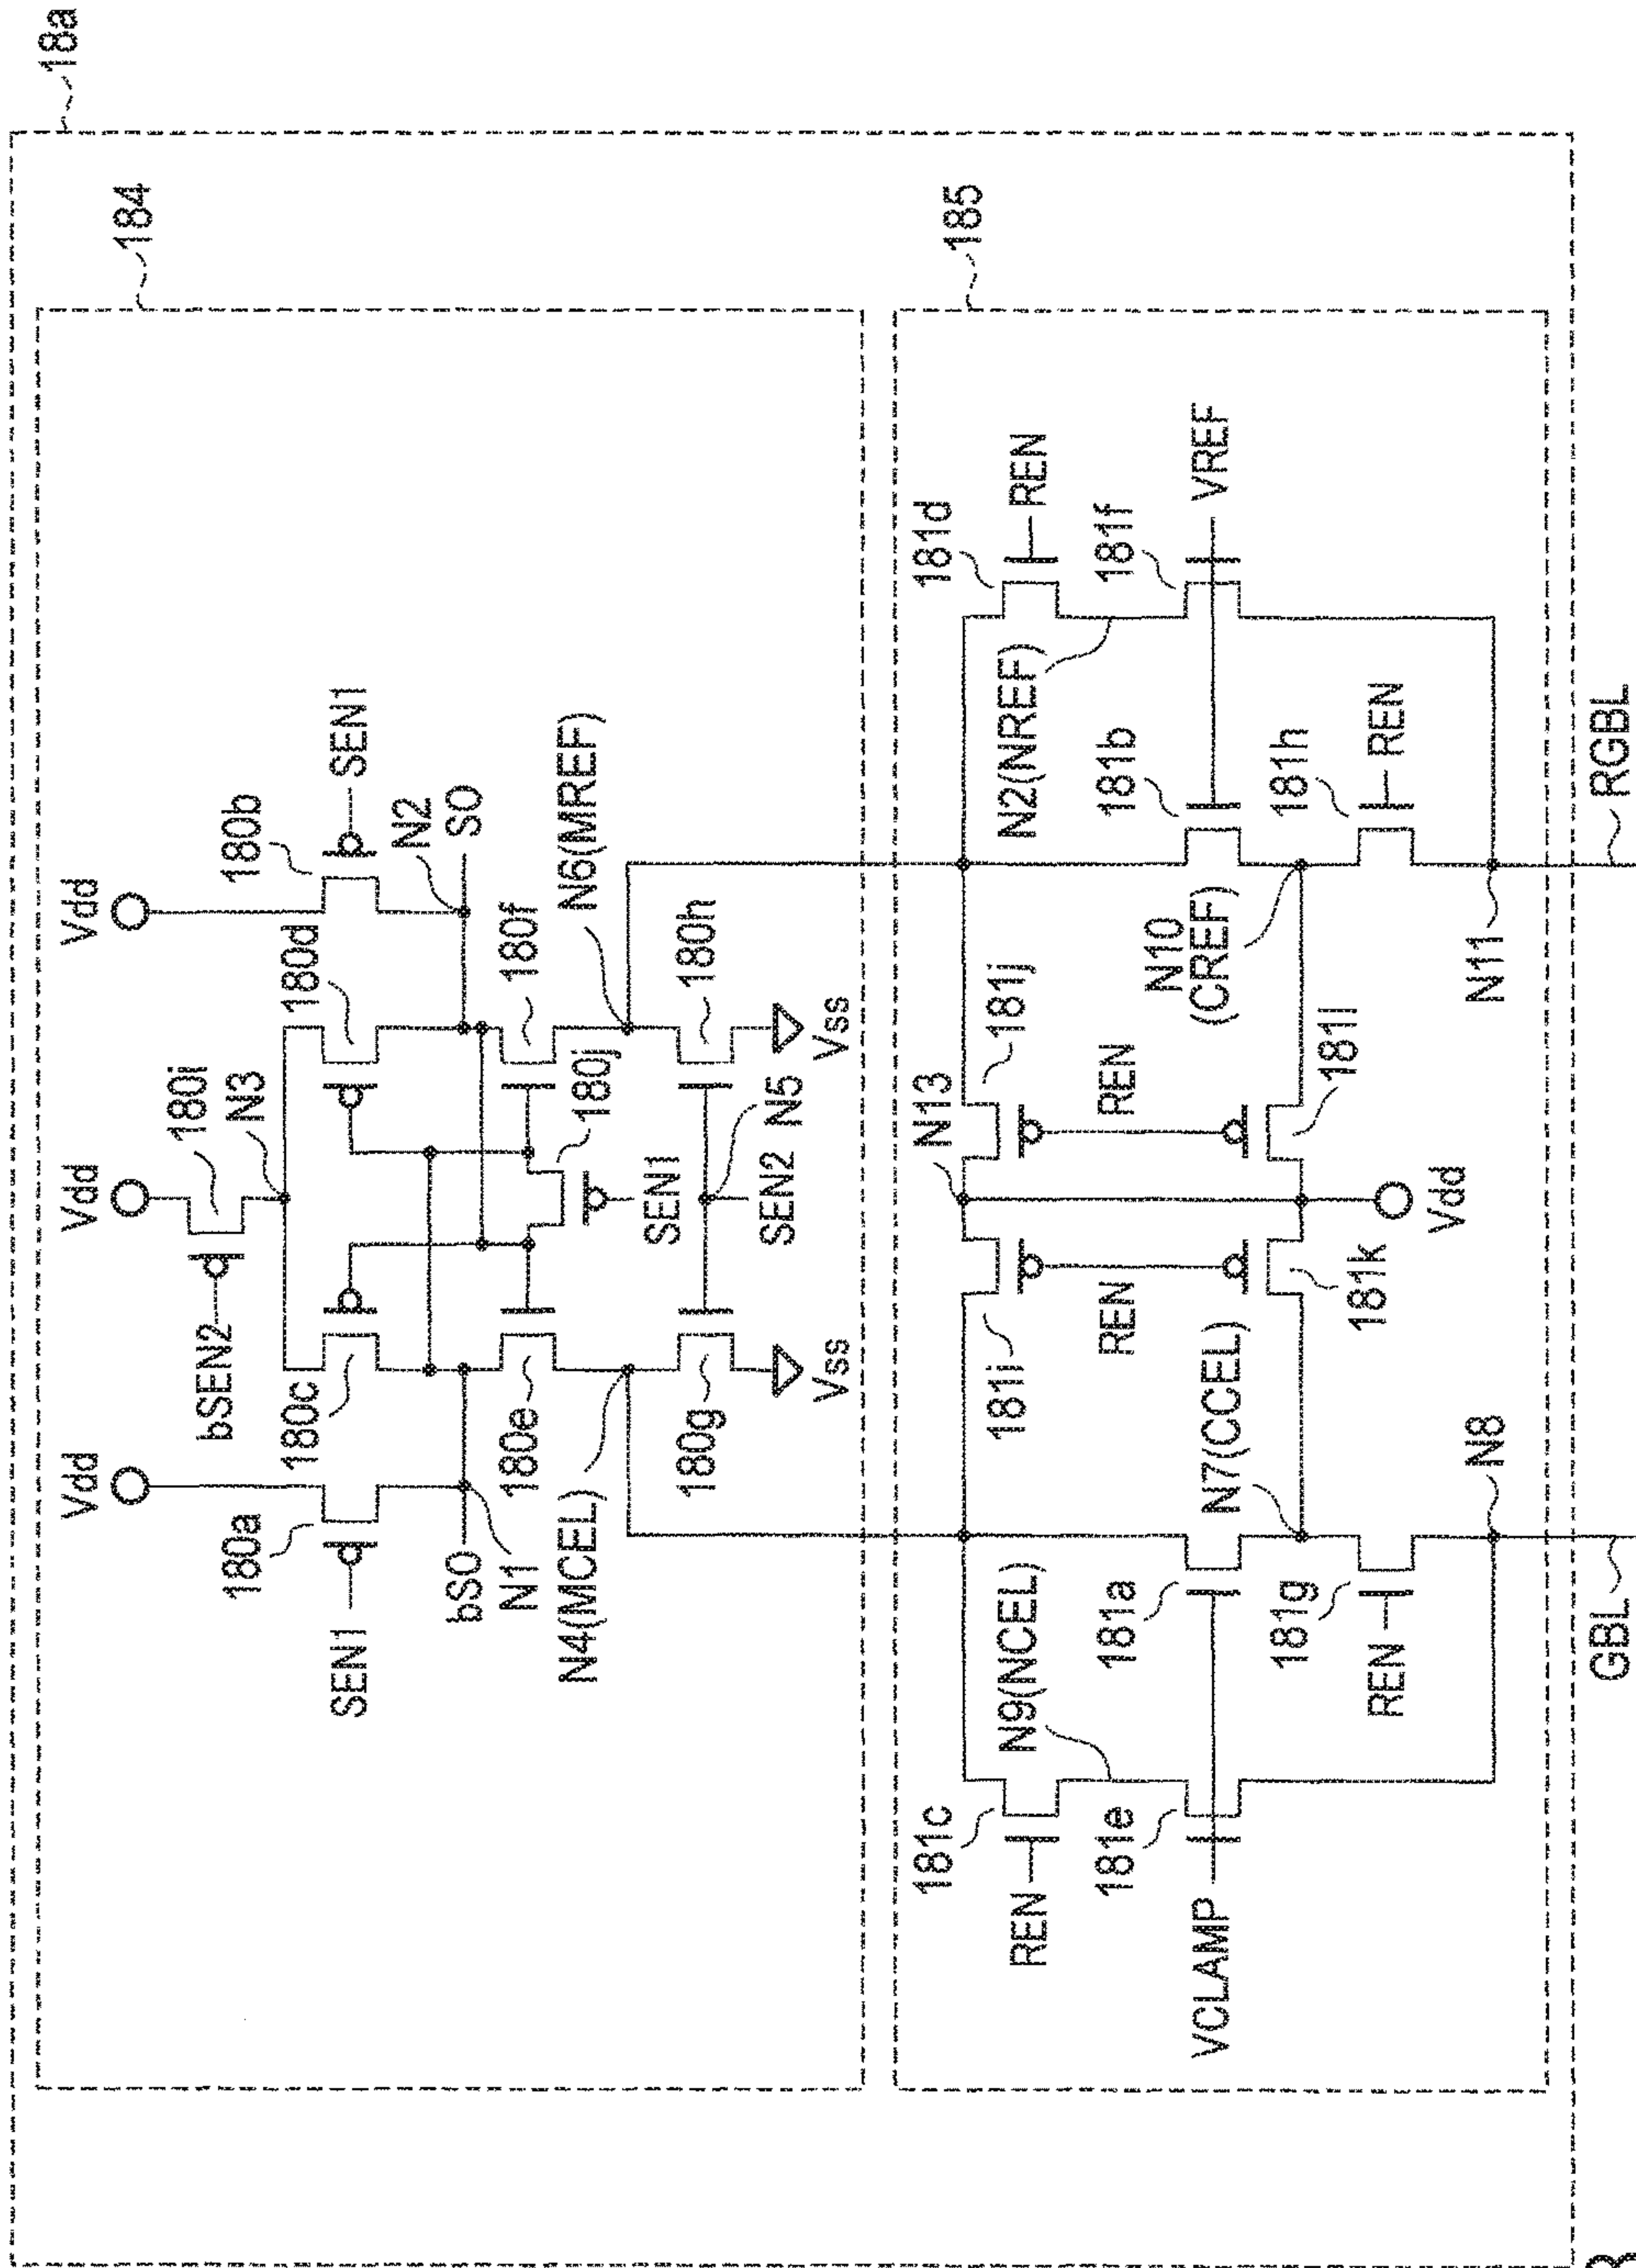 18a
184
Vdd
Vdd
Vdd
180i
N3
bSEN2
180a
180c
180d
180b
SEN1
SEN1
bSO
N1
N2
SO
180e
180f
N4(MCEL)
N6(MREF)
180j
SEN1
180g
180h
SEN2
N5
Vss
Vss
185
181c
REN
181i
N13
181j
181d
REN
N9(NCEL)
N2(NREF)
REN
REN
181e
181a
181b
181f
VCLAMP
VREF
N7(CCEL)
N10
(CREF)
181g
REN
181k
181l
181h
REN
Vdd
N8
N11
GBL
RGBL